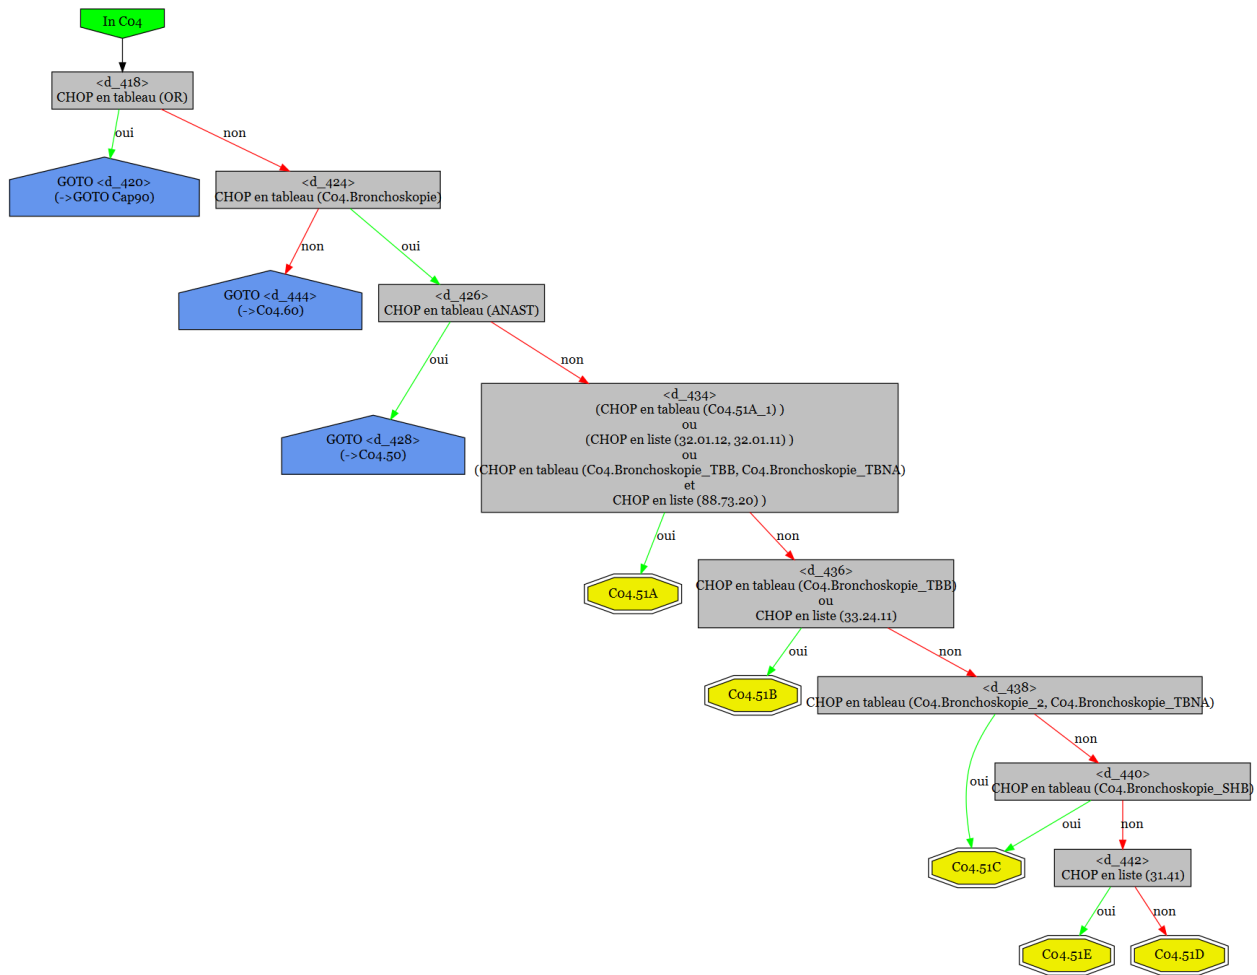 In C04
<d_418>
CHOP en tableau (OR)
oui
non
GOTO <d_420>
(->GOTO Cap90)
<d_424>
CHOP en tableau (C04.Bronchoskopie)
non
oui
GOTO <d_444>
(->C04.60)
<d_426>
CHOP en tableau (ANAST)
oui
non
GOTO <d_428>
(->C04.50)
<d_434>
(CHOP en tableau (C04.51A_1) )
ou
(CHOP en liste (32.01.12, 32.01.11) )
ou
(CHOP en tableau (C04.Bronchoskopie_TBB, C04.Bronchoskopie_TBNA)
et
CHOP en liste (88.73.20) )
oui
non
C04.51A
<d_436>
CHOP en tableau (C04.Bronchoskopie_TBB)
ou
CHOP en liste (33.24.11)
oui
non
C04.51B
<d_438>
CHOP en tableau (C04.Bronchoskopie_2, C04.Bronchoskopie_TBNA)
oui
non
<d_440>
CHOP en tableau (C04.Bronchoskopie_SHB)
oui
non
C04.51C
<d_442>
CHOP en liste (31.41)
oui
non
C04.51E
C04.51D